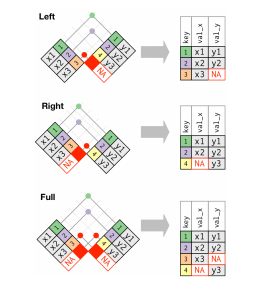 Left
1 x1
2 x2
3 x3
1 y1
2 y2
4 y3
NA
key val_x val_y
1 x1 y1
2 x2 y2
3 x3 NA
Right
1 x1
2 x2
3 x3
NA
1 y1
2 y2
4 y3
key val_x val_y
1 x1 y1
2 x2 y2
4 NA y3
Full
1 x1
2 x2
3 x3
NA
1 y1
2 y2
4 y3
NA
key val_x val_y
1 x1 y1
2 x2 y2
3 x3 NA
4 NA y3